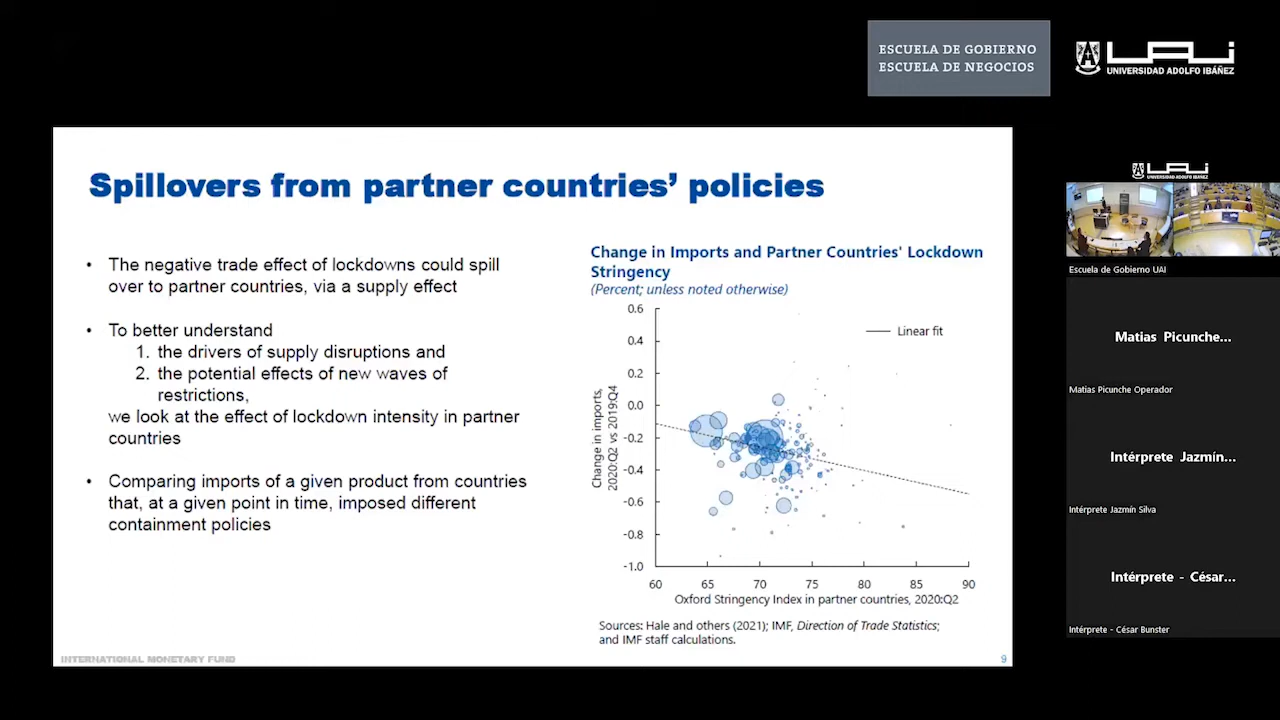 ESCUELA DE GOBIERNO
ESCUELA DE NEGOCIOS
UAI
UNIVERSIDAD ADOLFO IBÁÑEZ
Spillovers from partner countries' policies
• The negative trade effect of lockdowns could spill
over to partner countries, via a supply effect
• To better understand
1. the drivers of supply disruptions and
2. the potential effects of new waves of
restrictions,
we look at the effect of lockdown intensity in partner
countries
• Comparing imports of a given product from countries
that, at a given point in time, imposed different
containment policies
Change in Imports and Partner Countries' Lockdown
Stringency
(Percent; unless noted otherwise)
Linear fit
0.6
0.4
0.2
0.0
-0.2
-0.4
-0.6
-0.8
-1.0
Change in imports,
2020:Q2 vs 2019:Q4
60 65 70 75 80 85 90
Oxford Stringency Index in partner countries, 2020:Q2
Sources: Hale and others (2021); IMF, Direction of Trade Statistics;
and IMF staff calculations.
INTERNATIONAL MONETARY FUND
9
UAI
UNIVERSIDAD ADOLFO IBÁÑEZ
Escuela de Gobierno UAI
Matias Picunche...
Matias Picunche Operador
Intérprete Jazmín...
Intérprete Jazmín Silva
Intérprete - César...
Intérprete - César Bunster